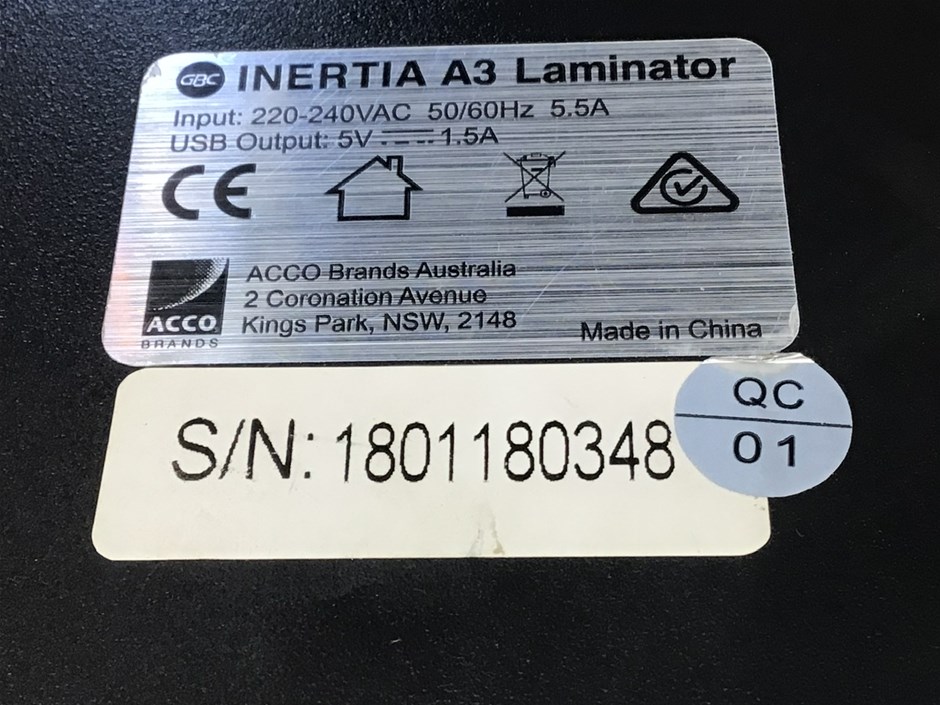 GBC INERTIA A3 Laminator
Input: 220-240VAC 50/60Hz 5.5A
USB Output: 5V ⎓ 1.5A
CE
ACCO Brands Australia
2 Coronation Avenue
Kings Park, NSW, 2148
ACCO
BRANDS
Made in China
S/N: 1801180348
QC
01